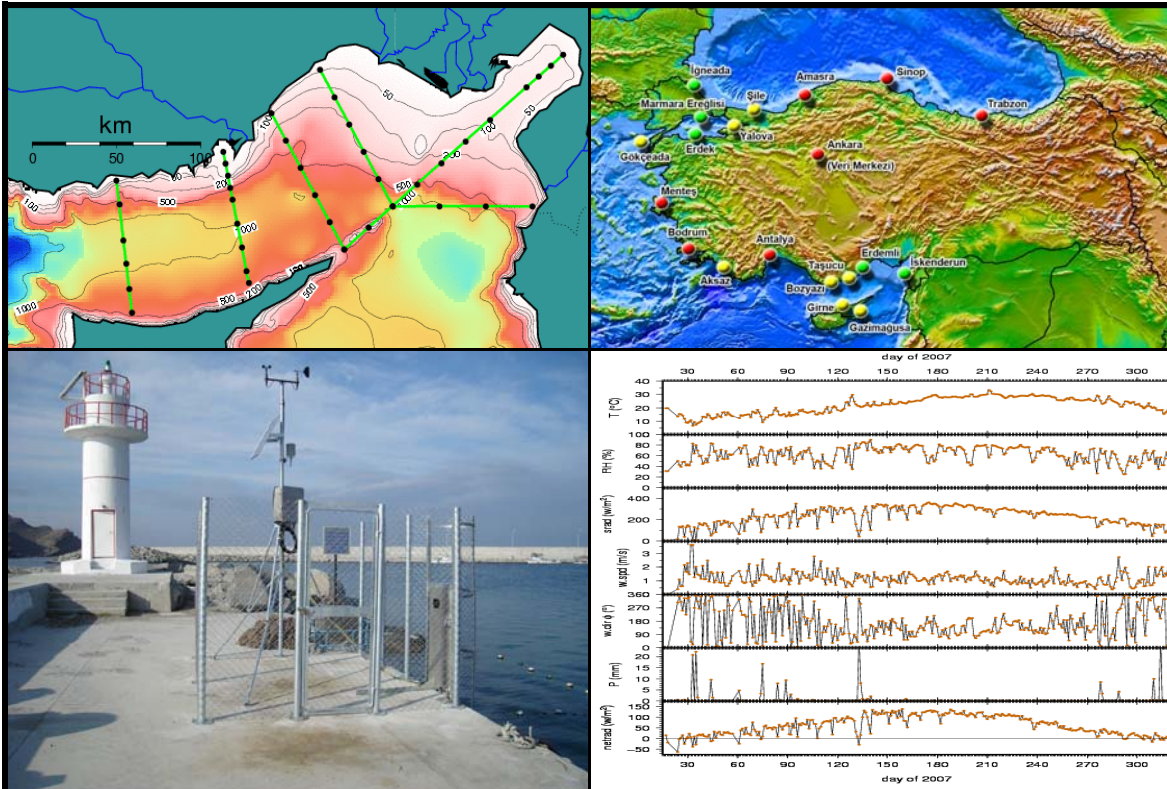 km
0 50 100
50
50
100
100
200
200
500
500
1000
1000
100
1000
500
200
100
500
İğneada
Marmara Ereğlisi
Şile
Amasra
Sinop
Trabzon
Yalova
Erdek
Gökçeada
Ankara
(Veri Merkezi)
Menteş
Bodrum
Antalya
Aksaz
Taşucu
Erdemli
İskenderun
Bozyazı
Girne
Gazimağusa
day of 2007
30 60 90 120 150 180 210 240 270 300
T (°C)
40
30
20
10
RH (%)
100
80
60
40
20
0
srad (w/m²)
400
200
0
w.spd (m/s)
3
2
1
w.dir ϕ (°)
360
270
180
90
0
P (mm)
20
15
10
5
0
netrad (w/m²)
150
100
50
0
−50
30 60 90 120 150 180 210 240 270 300
day of 2007